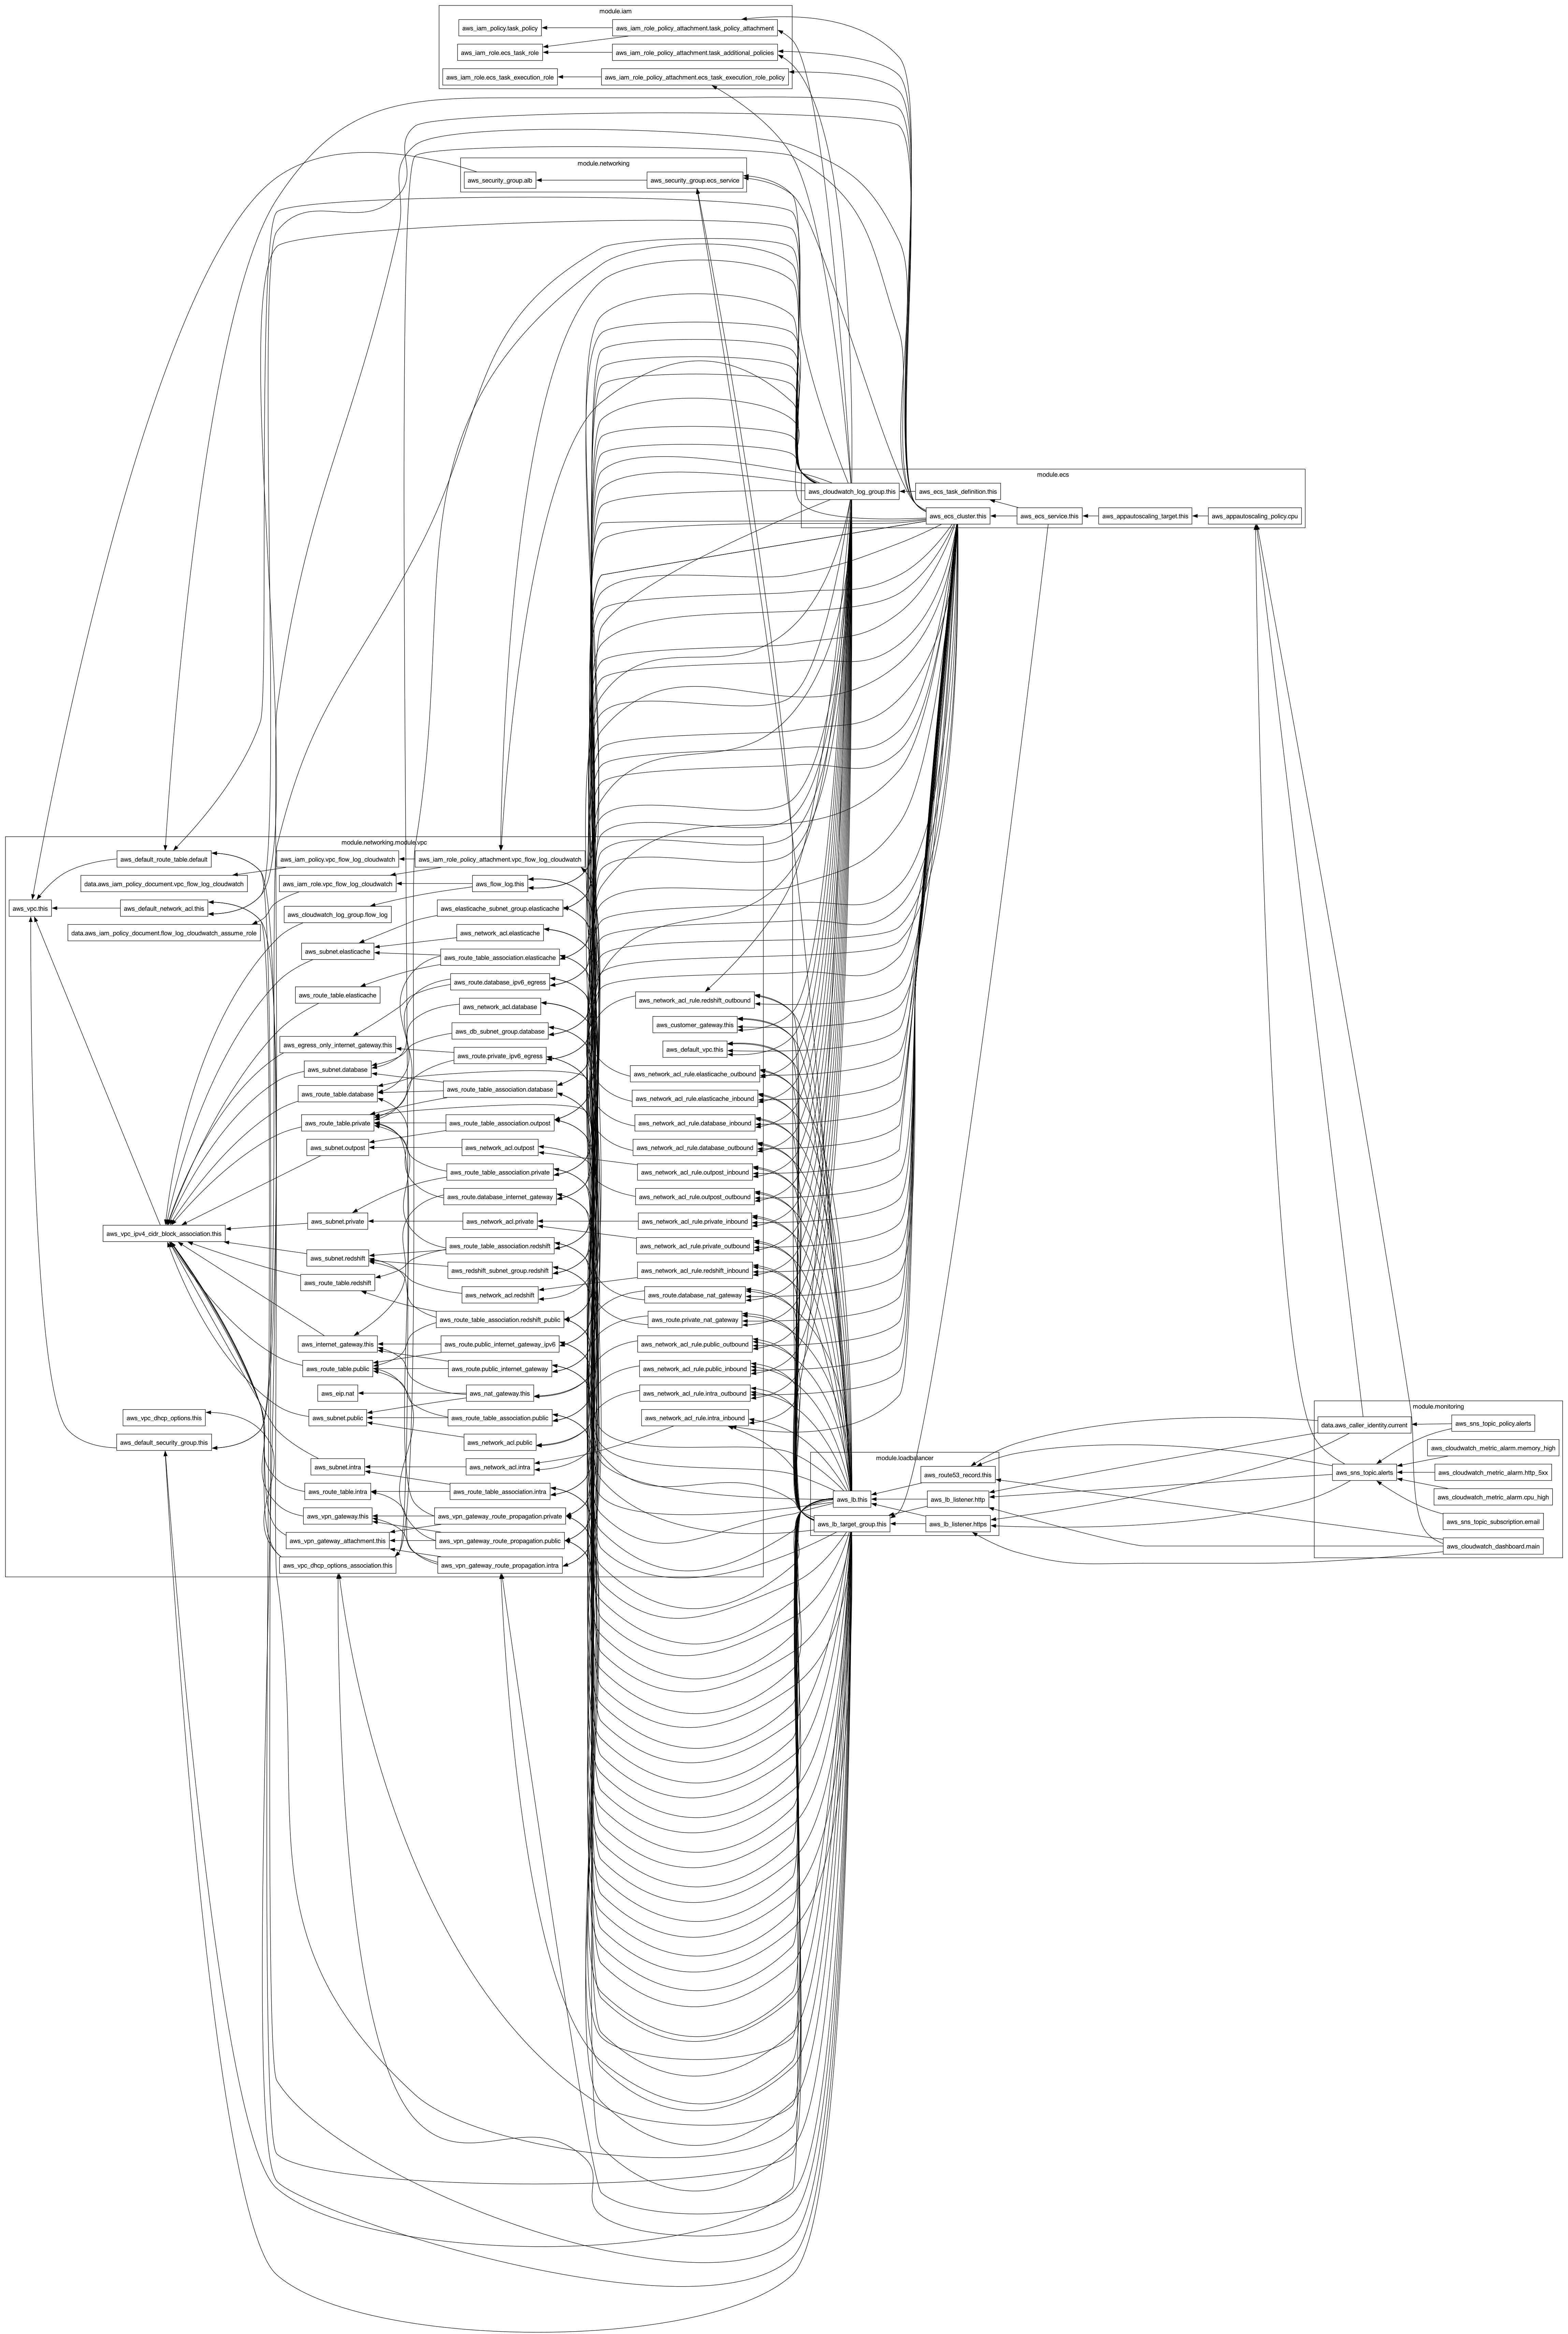 module.iam
aws_iam_policy.task_policy
aws_iam_role_policy_attachment.task_policy_attachment
aws_iam_role.ecs_task_role
aws_iam_role_policy_attachment.task_additional_policies
aws_iam_role.ecs_task_execution_role
aws_iam_role_policy_attachment.ecs_task_execution_role_policy
module.networking
aws_security_group.alb
aws_security_group.ecs_service
module.ecs
aws_cloudwatch_log_group.this
aws_ecs_task_definition.this
aws_ecs_cluster.this
aws_ecs_service.this
aws_appautoscaling_target.this
aws_appautoscaling_policy.cpu
module.networking.module.vpc
aws_default_route_table.default
aws_iam_policy.vpc_flow_log_cloudwatch
aws_iam_role_policy_attachment.vpc_flow_log_cloudwatch
data.aws_iam_policy_document.vpc_flow_log_cloudwatch
aws_iam_role.vpc_flow_log_cloudwatch
aws_flow_log.this
aws_vpc.this
aws_default_network_acl.this
aws_cloudwatch_log_group.flow_log
aws_elasticache_subnet_group.elasticache
data.aws_iam_policy_document.flow_log_cloudwatch_assume_role
aws_network_acl.elasticache
aws_subnet.elasticache
aws_route_table_association.elasticache
aws_route_table.elasticache
aws_route.database_ipv6_egress
aws_network_acl_rule.redshift_outbound
aws_network_acl.database
aws_customer_gateway.this
aws_db_subnet_group.database
aws_egress_only_internet_gateway.this
aws_route.private_ipv6_egress
aws_default_vpc.this
aws_subnet.database
aws_network_acl_rule.elasticache_outbound
aws_route_table.database
aws_route_table_association.database
aws_network_acl_rule.elasticache_inbound
aws_route_table.private
aws_route_table_association.outpost
aws_network_acl_rule.database_inbound
aws_subnet.outpost
aws_network_acl.outpost
aws_network_acl_rule.database_outbound
aws_route_table_association.private
aws_network_acl_rule.outpost_inbound
aws_route.database_internet_gateway
aws_network_acl_rule.outpost_outbound
aws_subnet.private
aws_network_acl.private
aws_network_acl_rule.private_inbound
aws_vpc_ipv4_cidr_block_association.this
aws_route_table_association.redshift
aws_network_acl_rule.private_outbound
aws_subnet.redshift
aws_redshift_subnet_group.redshift
aws_network_acl_rule.redshift_inbound
aws_route_table.redshift
aws_network_acl.redshift
aws_route.database_nat_gateway
aws_route_table_association.redshift_public
aws_route.private_nat_gateway
aws_internet_gateway.this
aws_route.public_internet_gateway_ipv6
aws_network_acl_rule.public_outbound
aws_route_table.public
aws_route.public_internet_gateway
aws_network_acl_rule.public_inbound
aws_eip.nat
aws_nat_gateway.this
aws_network_acl_rule.intra_outbound
aws_vpc_dhcp_options.this
aws_subnet.public
aws_route_table_association.public
aws_network_acl_rule.intra_inbound
aws_default_security_group.this
aws_network_acl.public
aws_subnet.intra
aws_network_acl.intra
aws_route_table.intra
aws_route_table_association.intra
aws_vpn_gateway.this
aws_vpn_gateway_route_propagation.private
aws_vpn_gateway_attachment.this
aws_vpn_gateway_route_propagation.public
aws_vpc_dhcp_options_association.this
aws_vpn_gateway_route_propagation.intra
module.loadbalancer
aws_route53_record.this
aws_lb.this
aws_lb_listener.http
aws_lb_target_group.this
aws_lb_listener.https
module.monitoring
data.aws_caller_identity.current
aws_sns_topic_policy.alerts
aws_cloudwatch_metric_alarm.memory_high
aws_sns_topic.alerts
aws_cloudwatch_metric_alarm.http_5xx
aws_cloudwatch_metric_alarm.cpu_high
aws_sns_topic_subscription.email
aws_cloudwatch_dashboard.main